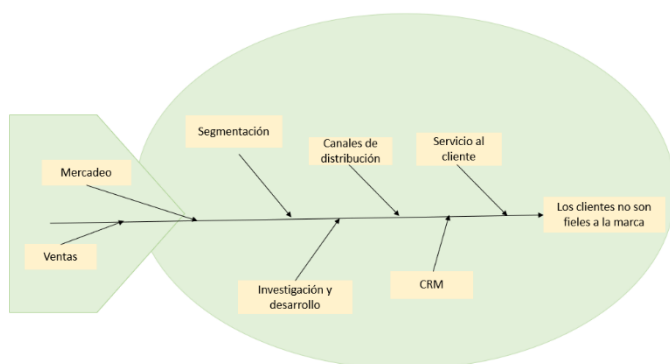 Segmentación
Canales de
distribución
Servicio al
cliente
Mercadeo
Los clientes no son
fieles a la marca
Ventas
Investigación y
desarrollo
CRM